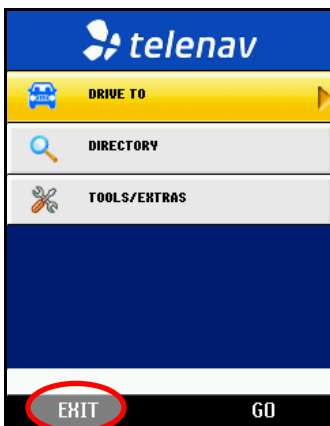 telenav
DRIVE TO
DIRECTORY
TOOLS/EXTRAS
EXIT GO